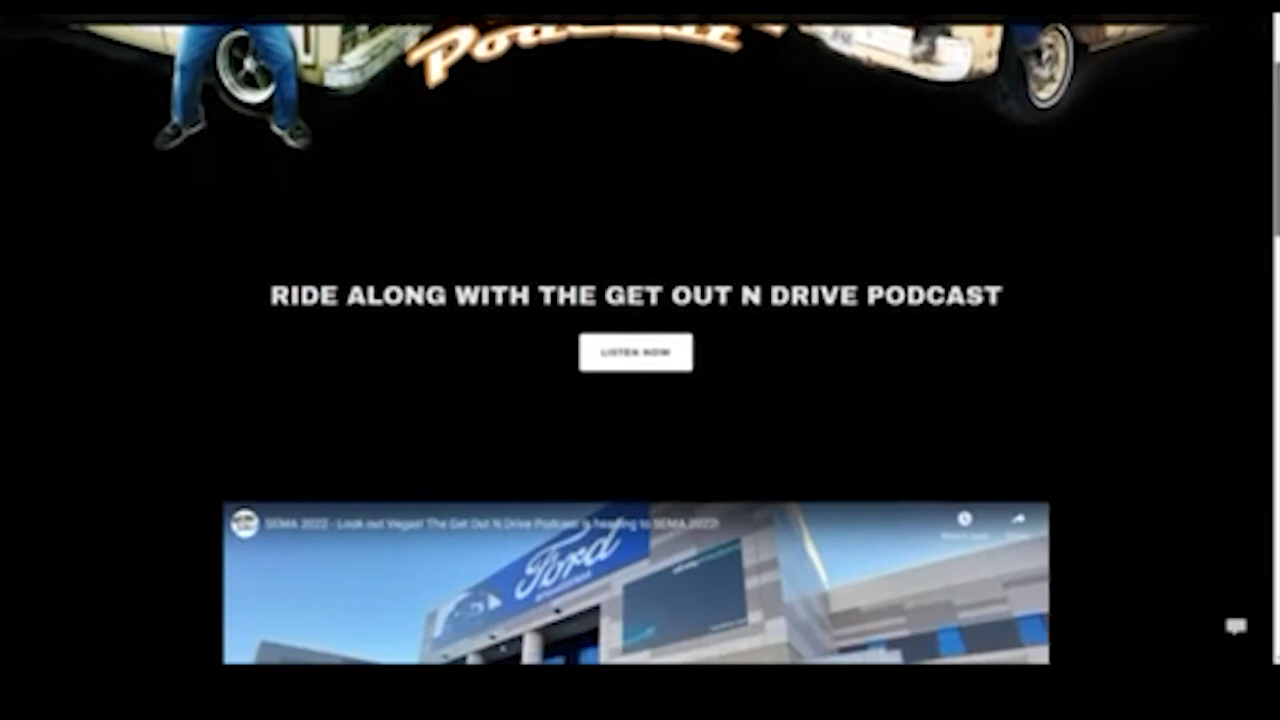 Podcast
RIDE ALONG WITH THE GET OUT N DRIVE PODCAST
LISTEN NOW
SEMA 2022 - Look out Vegas! The Get Out N Drive Podcast is heading to SEMA 2022!
Ford